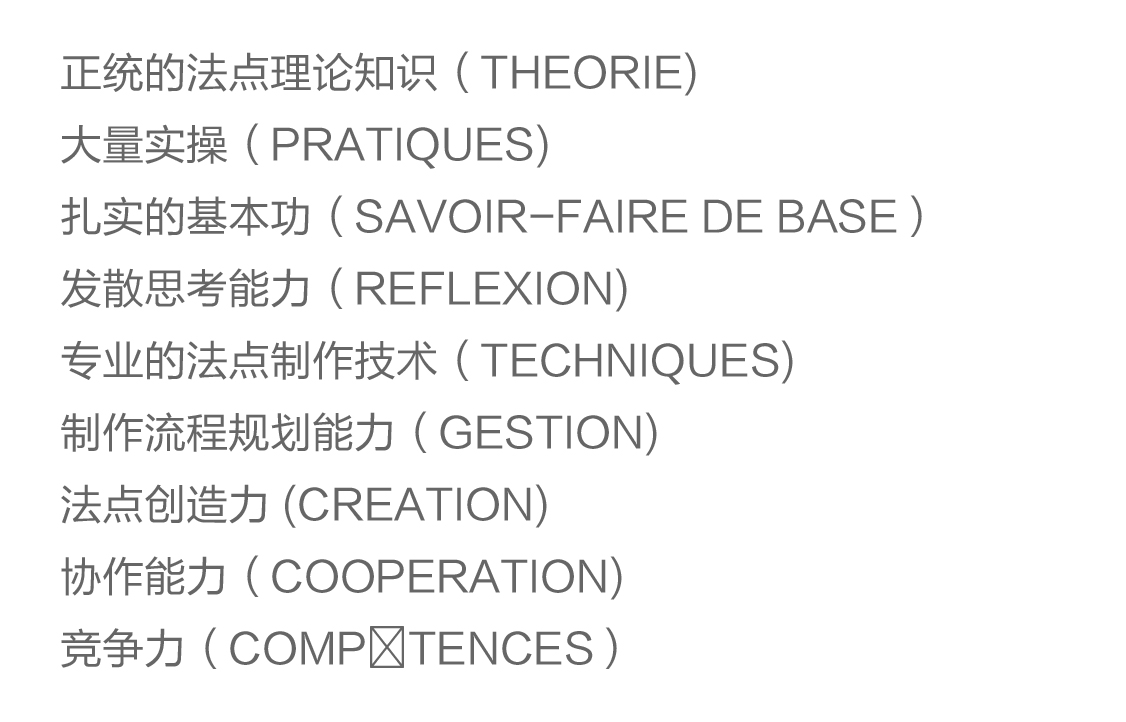 正统的法点理论知识（THEORIE)
大量实操（PRATIQUES)
扎实的基本功（SAVOIR-FAIRE DE BASE ）
发散思考能力（REFLEXION)
专业的法点制作技术（TECHNIQUES)
制作流程规划能力（GESTION)
法点创造力 (CREATION)
协作能力（COOPERATION)
竞争力（COMP☒TENCES ）